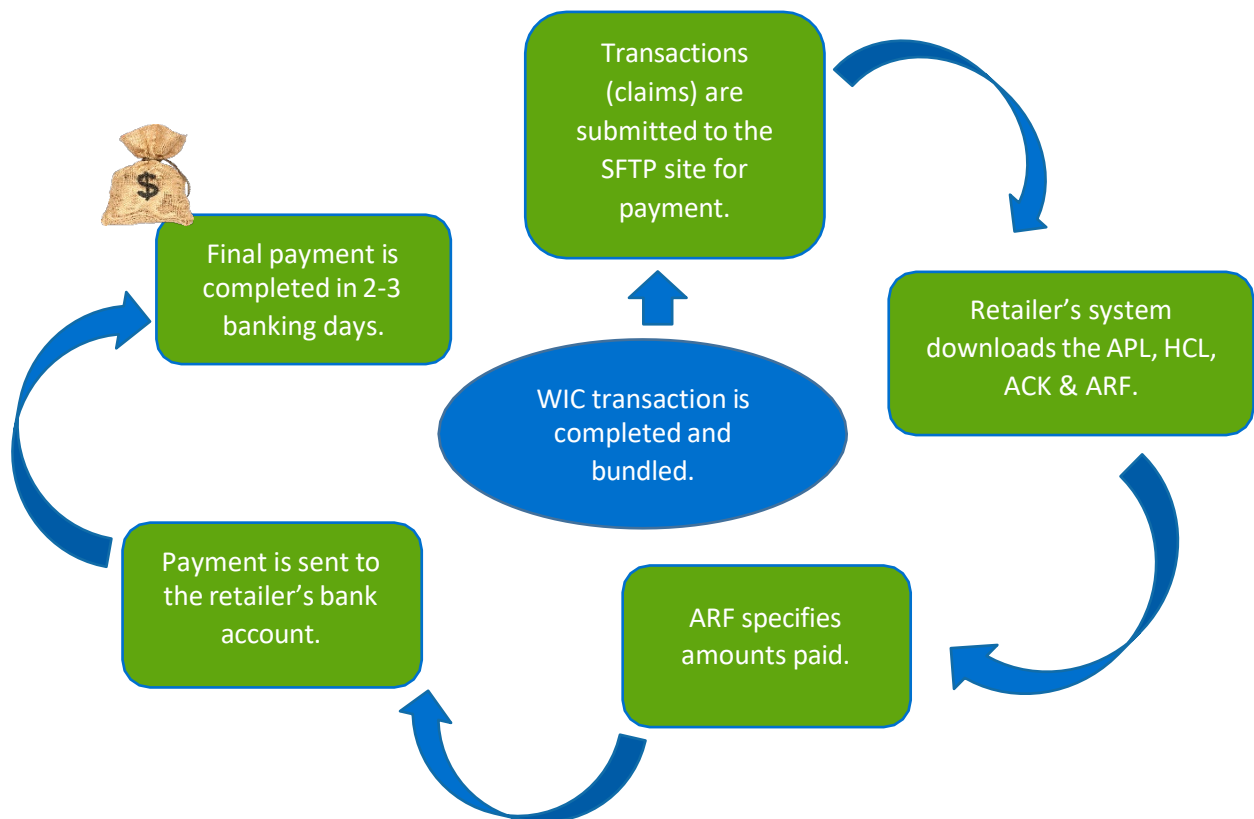 Transactions
(claims) are
submitted to the
SFTP site for
payment.
$
Final payment is
completed in 2-3
banking days.
Retailer’s system
downloads the APL, HCL,
ACK & ARF.
WIC transaction is
completed and
bundled.
Payment is sent to
the retailer’s bank
account.
ARF specifies
amounts paid.